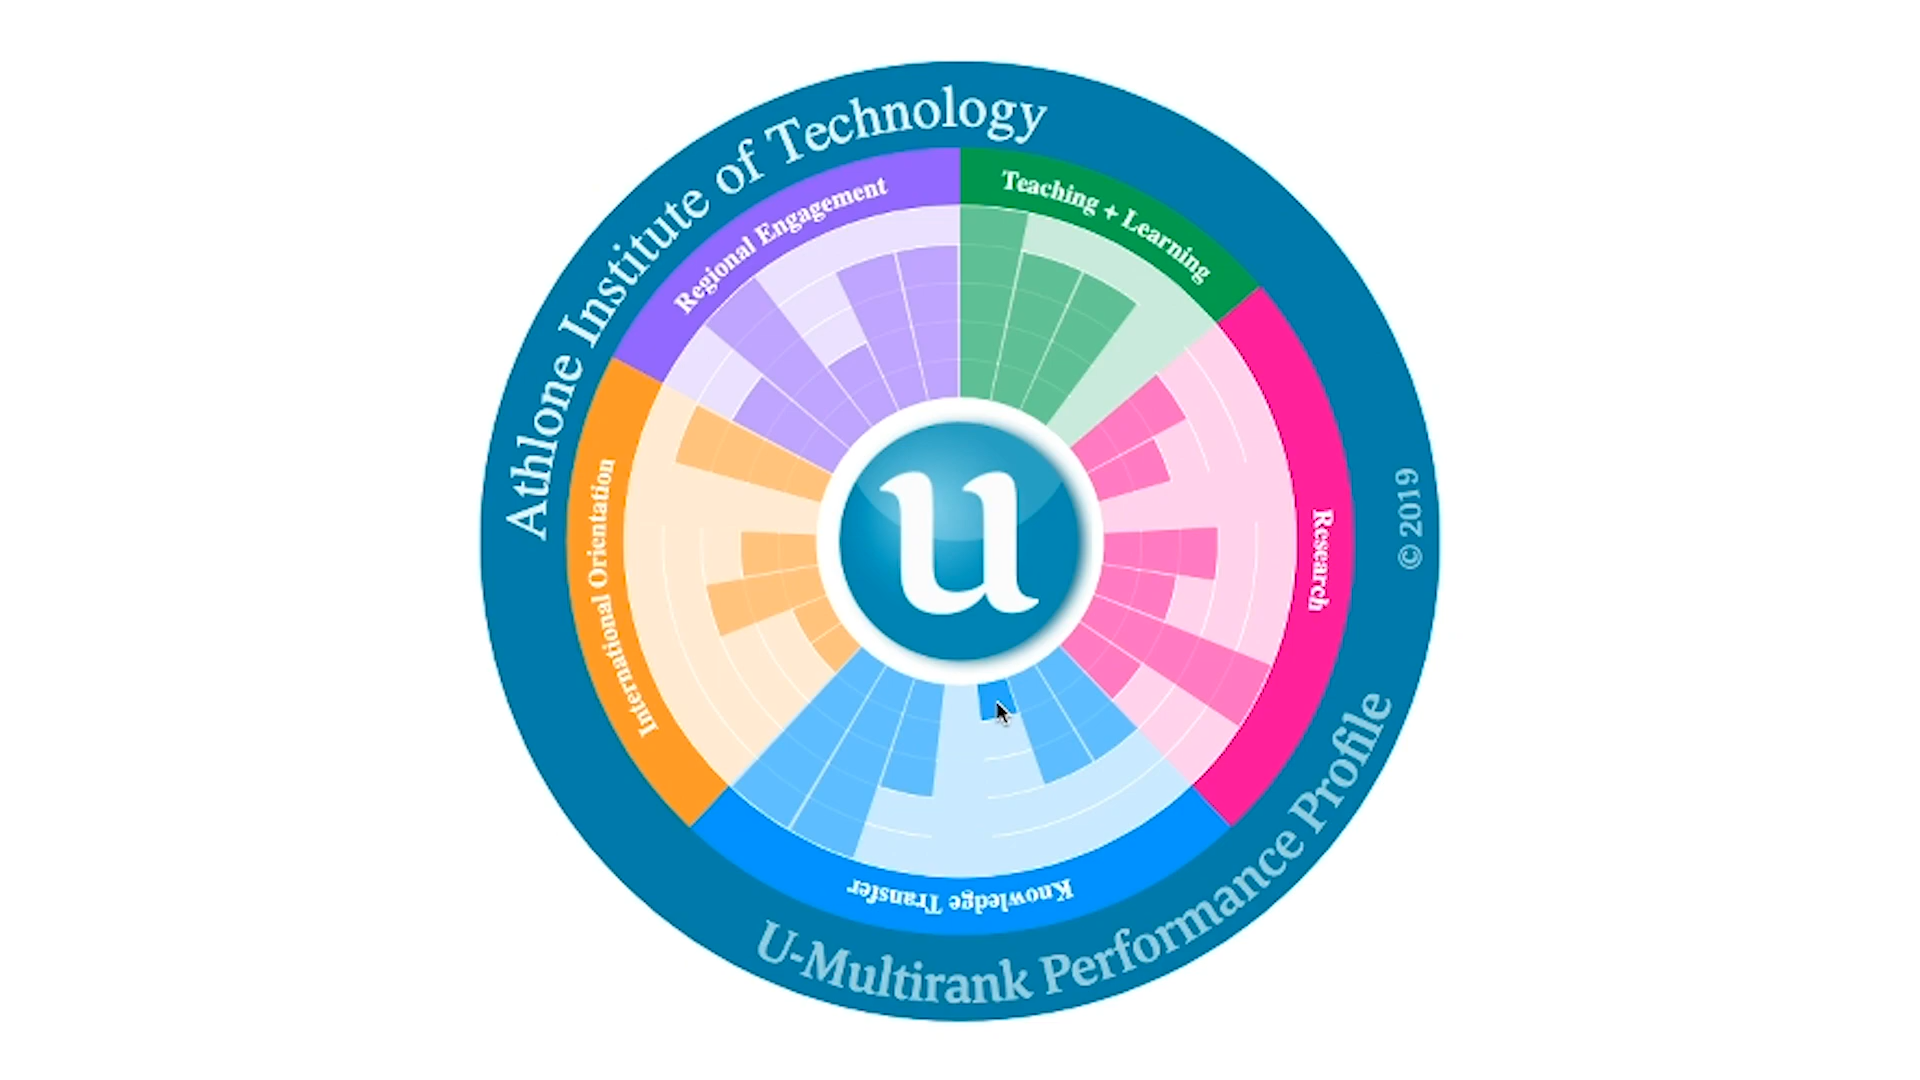 Athlone Institute of Technology
Regional Engagement
Teaching + Learning
International Orientation
u
Research
© 2019
Knowledge Transfer
U-Multirank Performance Profile